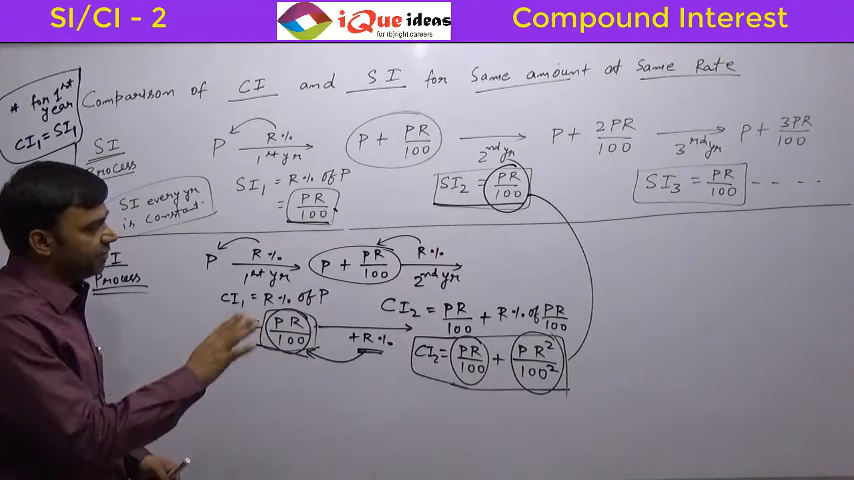 SI/CI - 2
iQue ideas
for (b)right careers
Compound Interest
* for 1st year
CI₁ = SI₁
Comparison of CI and SI for Same amount at Same Rate
SI Process
P R% 1st yr P + PR/100 2nd yr P + 2PR/100 3rd yr P + 3PR/100
SI₁ = R% of P
= PR/100
SI₂ = PR/100
SI₃ = PR/100 - - - - -
SI every yr
is constant.
I Process
P R% 1st yr P + PR/100 R% 2nd yr
CI₁ = R% of P
= PR/100 +R%
CI₂ = PR/100 + R% of PR/100
CI₂ = PR/100 + PR²/100²